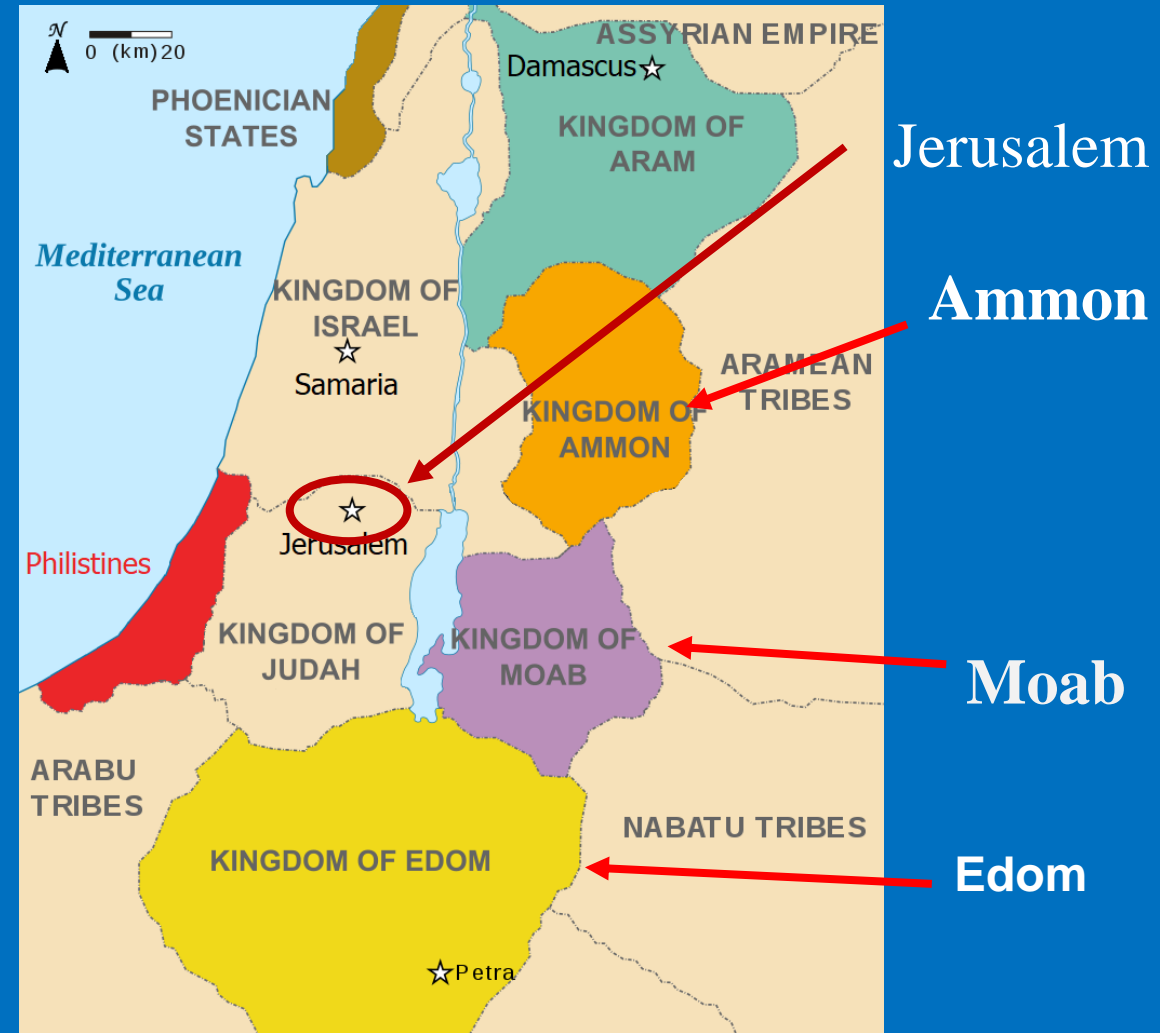 N
0 (km)20
ASSYRIAN EMPIRE
Damascus
PHOENICIAN
STATES
KINGDOM OF
ARAM
Jerusalem
Mediterranean
Sea
KINGDOM OF
ISRAEL
Samaria
Ammon
ARAMEAN
TRIBES
KINGDOM OF
AMMON
Jerusalem
Philistines
KINGDOM OF
JUDAH
KINGDOM OF
MOAB
Moab
ARABU
TRIBES
NABATU TRIBES
KINGDOM OF EDOM
Edom
Petra